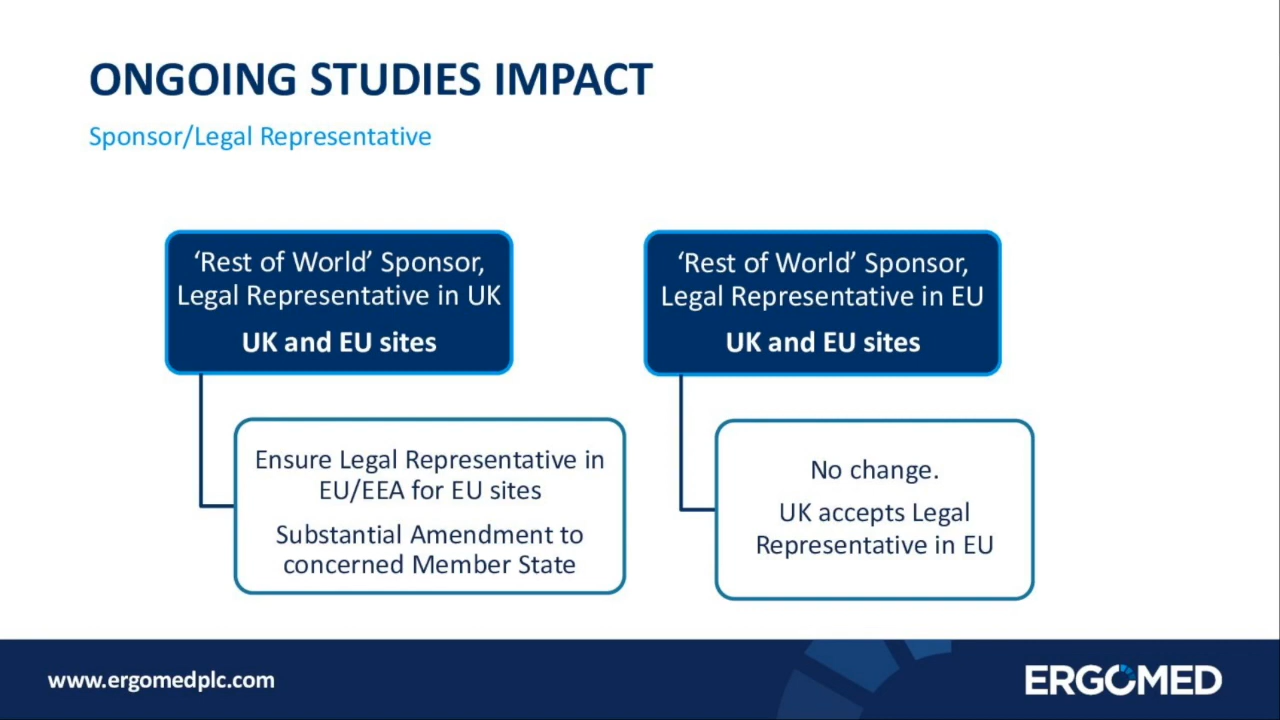 ONGOING STUDIES IMPACT
Sponsor/Legal Representative
‘Rest of World’ Sponsor,
Legal Representative in UK
UK and EU sites
Ensure Legal Representative in
EU/EEA for EU sites
Substantial Amendment to
concerned Member State
‘Rest of World’ Sponsor,
Legal Representative in EU
UK and EU sites
No change.
UK accepts Legal
Representative in EU
www.ergomedplc.com
ERGOMED